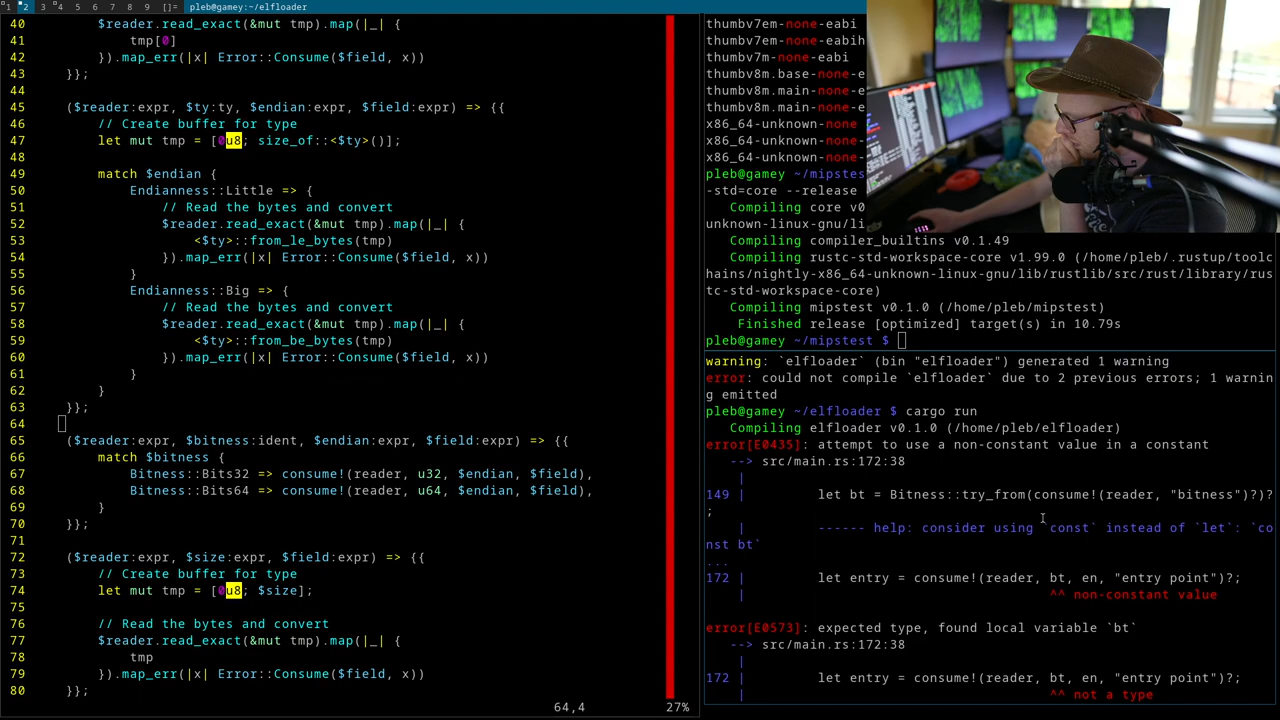 1 2 3 4 5 6 7 8 9 []= pleb@gamey:~/elfloader
40 $reader.read_exact(&mut tmp).map(|_| {
41 tmp[0]
42 }).map_err(|x| Error::Consume($field, x))
43 }};
44
45 ($reader:expr, $ty:ty, $endian:expr, $field:expr) => {{
46 // Create buffer for type
47 let mut tmp = [0u8; size_of::<$ty>()];
48
49 match $endian {
50 Endianness::Little => {
51 // Read the bytes and convert
52 $reader.read_exact(&mut tmp).map(|_| {
53 <$ty>::from_le_bytes(tmp)
54 }).map_err(|x| Error::Consume($field, x))
55 }
56 Endianness::Big => {
57 // Read the bytes and convert
58 $reader.read_exact(&mut tmp).map(|_| {
59 <$ty>::from_be_bytes(tmp)
60 }).map_err(|x| Error::Consume($field, x))
61 }
62 }
63 }};
64
65 ($reader:expr, $bitness:ident, $endian:expr, $field:expr) => {{
66 match $bitness {
67 Bitness::Bits32 => consume!(reader, u32, $endian, $field),
68 Bitness::Bits64 => consume!(reader, u64, $endian, $field),
69 }
70 }};
71
72 ($reader:expr, $size:expr, $field:expr) => {{
73 // Create buffer for type
74 let mut tmp = [0u8; $size];
75
76 // Read the bytes and convert
77 $reader.read_exact(&mut tmp).map(|_| {
78 tmp
79 }).map_err(|x| Error::Consume($field, x))
80 }};
64,4 27%
thumbv7em-none-eabi
thumbv7em-none-eabih
thumbv7m-none-eabi
thumbv8m.base-none-e
thumbv8m.main-none-e
thumbv8m.main-none-e
x86_64-unknown-none
x86_64-unknown-none-
x86_64-unknown-none-
pleb@gamey ~/mipstes
-std=core --release
Compiling core v0
unknown-linux-gnu/li
Compiling compiler_builtins v0.1.49
Compiling rustc-std-workspace-core v1.99.0 (/home/pleb/.rustup/toolc
hains/nightly-x86_64-unknown-linux-gnu/lib/rustlib/src/rust/library/rus
tc-std-workspace-core)
Compiling mipstest v0.1.0 (/home/pleb/mipstest)
Finished release [optimized] target(s) in 10.79s
pleb@gamey ~/mipstest $
warning: `elfloader` (bin "elfloader") generated 1 warning
error: could not compile `elfloader` due to 2 previous errors; 1 warnin
g emitted
pleb@gamey ~/elfloader $ cargo run
Compiling elfloader v0.1.0 (/home/pleb/elfloader)
error[E0435]: attempt to use a non-constant value in a constant
--> src/main.rs:172:38
|
149 | let bt = Bitness::try_from(consume!(reader, "bitness")?)?
;
| ------ help: consider using `const` instead of `let`: `co
nst bt`
...
172 | let entry = consume!(reader, bt, en, "entry point")?;
| ^^ non-constant value
error[E0573]: expected type, found local variable `bt`
--> src/main.rs:172:38
|
172 | let entry = consume!(reader, bt, en, "entry point")?;
| ^^ not a type